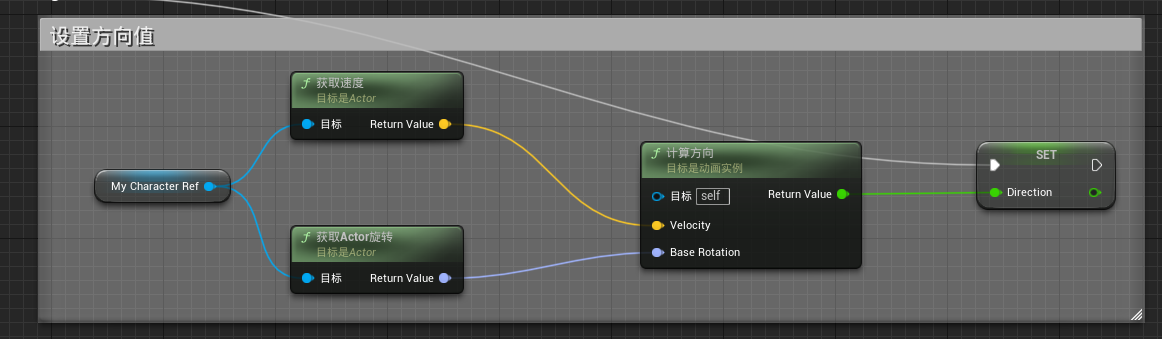 设置方向值
获取速度
目标是Actor
目标
Return Value
My Character Ref
获取Actor旋转
目标是Actor
目标
Return Value
计算方向
目标是动画实例
目标 self
Return Value
Velocity
Base Rotation
SET
Direction